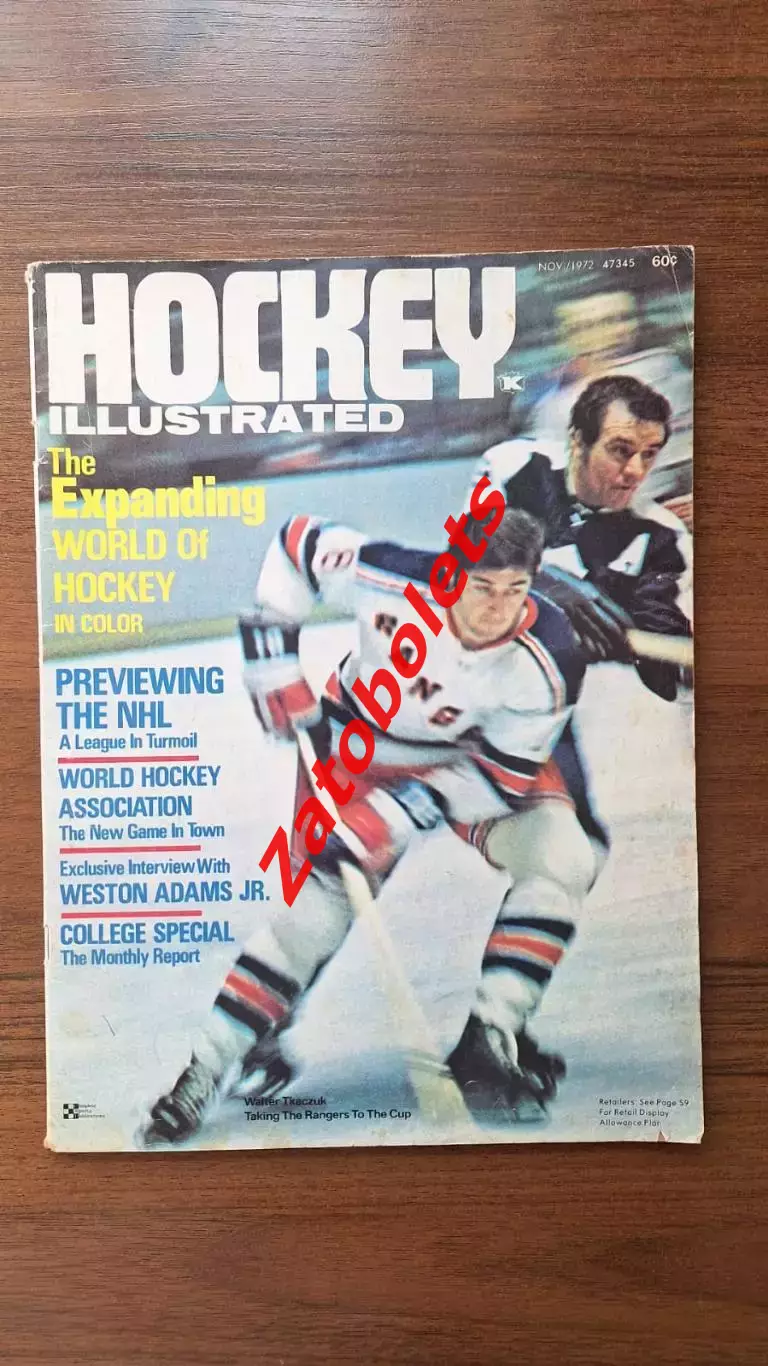 NOV/1972 47345 60¢
HOCKEY
K
ILLUSTRATED
The
Expanding
WORLD Of
HOCKEY
IN COLOR
PREVIEWING
THE NHL
A League In Turmoil
WORLD HOCKEY
ASSOCIATION
The New Game In Town
Exclusive Interview With
WESTON ADAMS JR.
COLLEGE SPECIAL
The Monthly Report
RANG
A
Zatobolets
Walter Tkaczuk
Taking The Rangers To The Cup
Retailers: See Page 59
For Retail Display
Allowance Plan